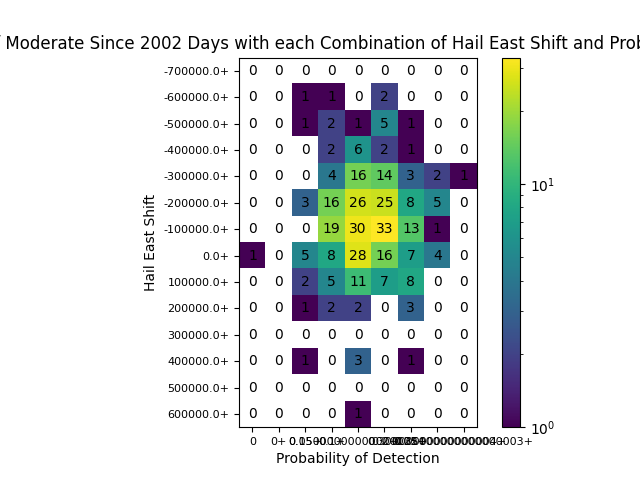 Moderate Since 2002 Days with each Combination of Hail East Shift and
-700000.0+ 0 0 0 0 0 0 0 0 0
-600000.0+ 0 0 1 1 0 2 0 0 0
-500000.0+ 0 0 1 2 1 5 1 0 0
-400000.0+ 0 0 0 2 6 2 1 0 0
-300000.0+ 0 0 0 4 16 14 3 2 1
-200000.0+ 0 0 3 16 26 25 8 5 0
-100000.0+ 0 0 0 19 30 33 13 1 0
0.0+ 1 0 5 8 28 16 7 4 0
100000.0+ 0 0 2 5 11 7 8 0 0
200000.0+ 0 0 1 2 2 0 3 0 0
300000.0+ 0 0 0 0 0 0 0 0 0
400000.0+ 0 0 1 0 3 0 1 0 0
500000.0+ 0 0 0 0 0 0 0 0 0
600000.0+ 0 0 0 0 1 0 0 0 0
0 0+
Hail East Shift
Probability of Detection
10¹
10⁰